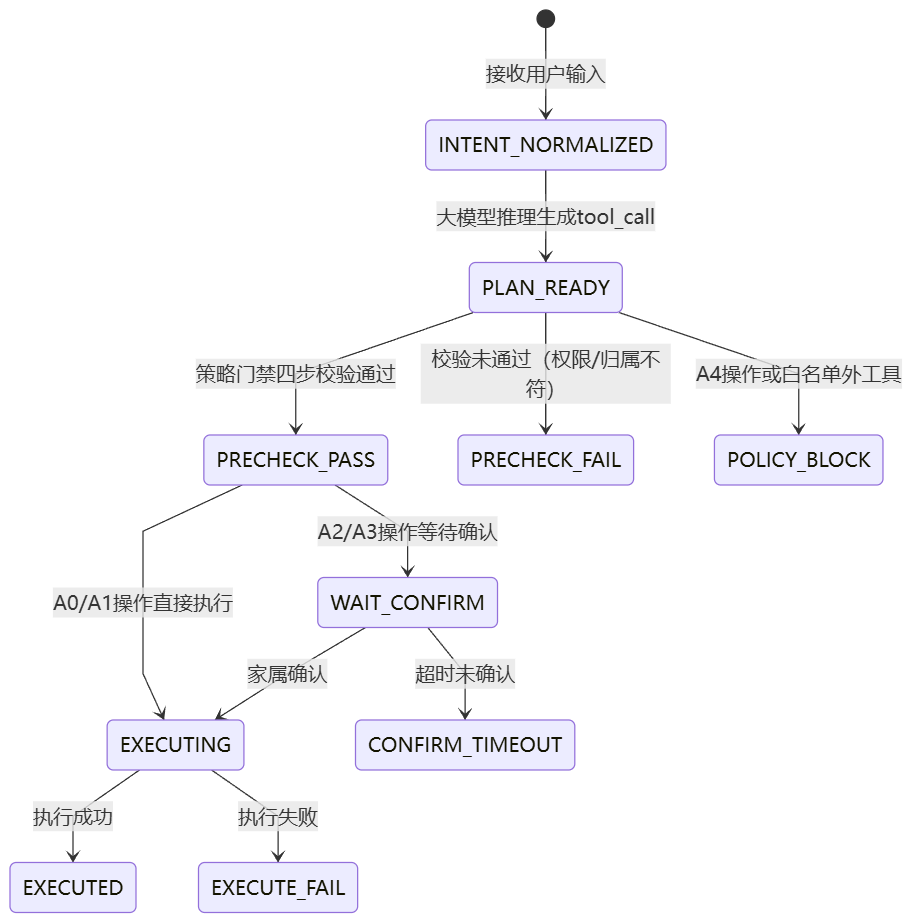 接收用户输入
INTENT_NORMALIZED
大模型推理生成tool_call
PLAN_READY
策略门禁四步校验通过
校验未通过（权限/归属不
符）
A4操作或白名单外工具
PRECHECK_PASS
PRECHECK_FAIL
POLICY_BLOCK
A2/A3操作等待确认
A0/A1操作直接执行
WAIT_CONFIRM
家属确认
超时未确认
EXECUTING
CONFIRM_TIMEOUT
执行成功
执行失败
EXECUTED
EXECUTE_FAIL